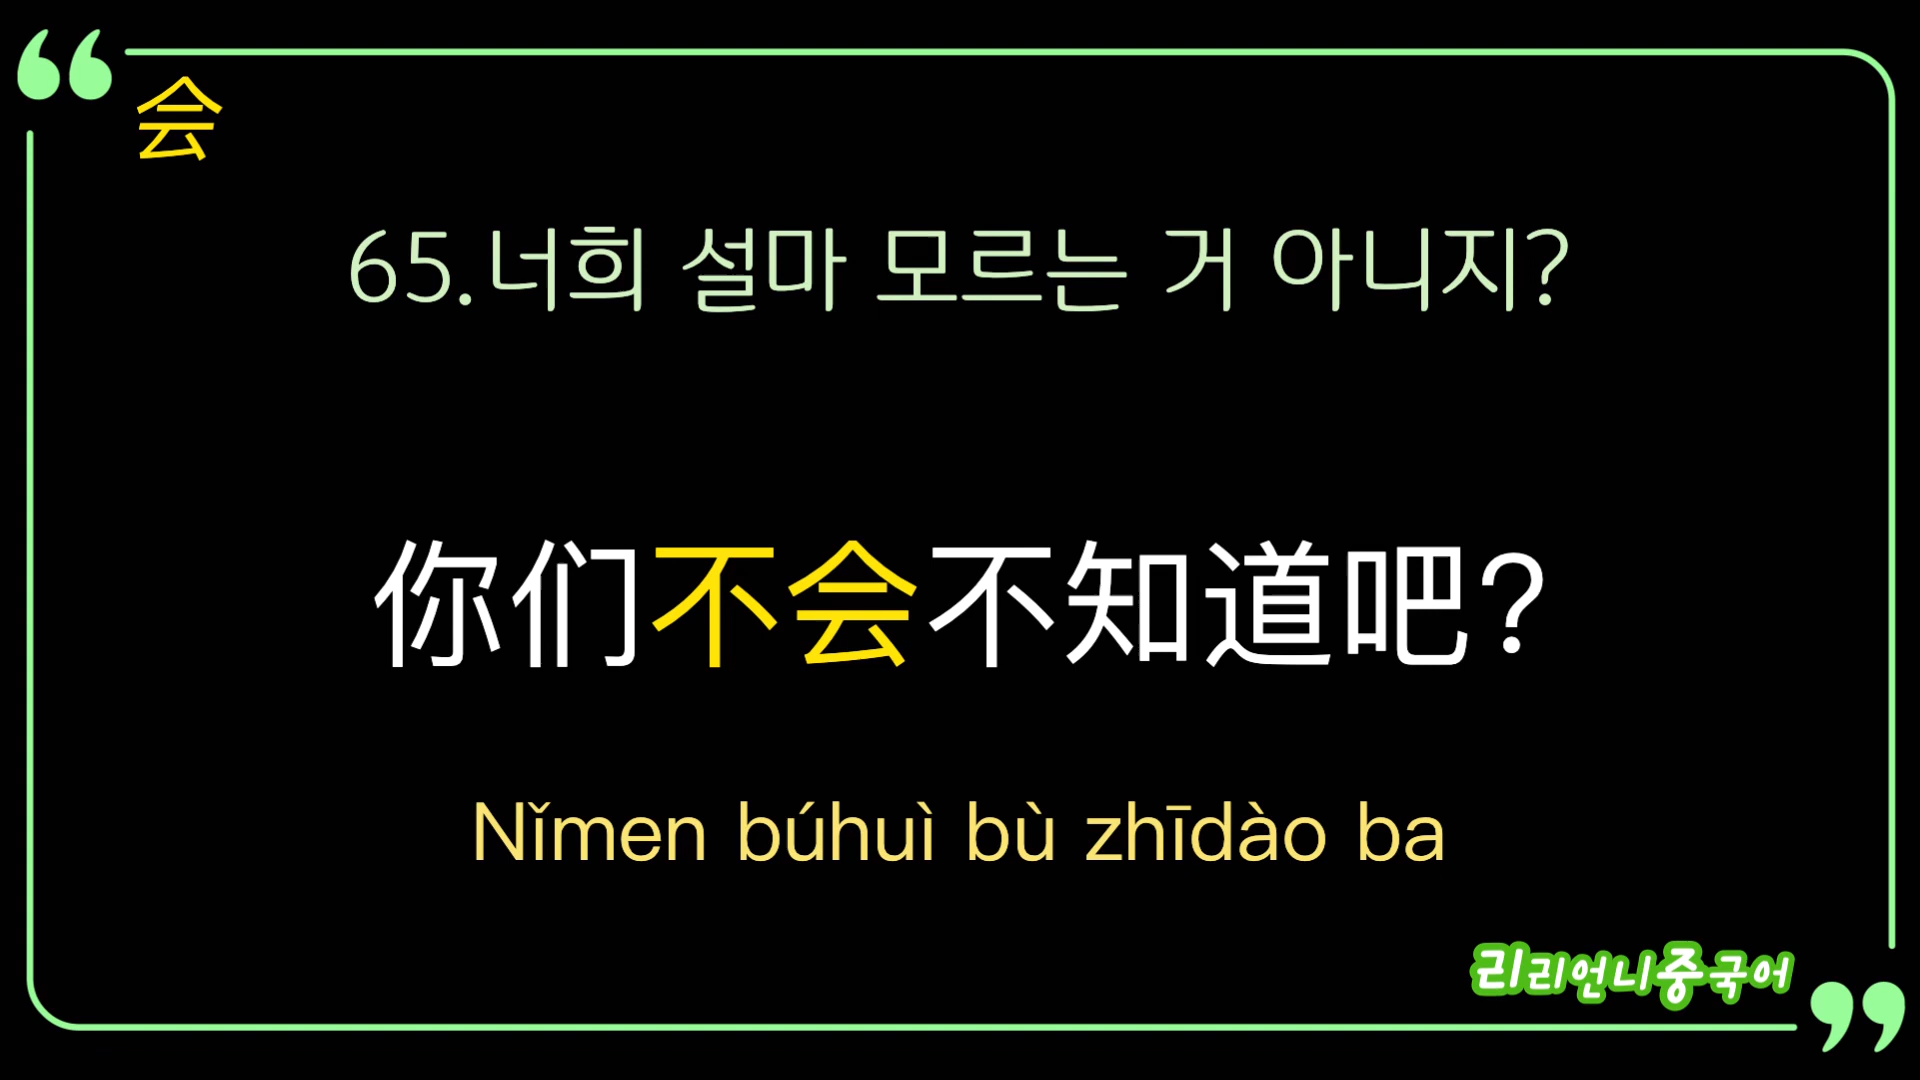 会
65.너희 설마 모르는 거 아니지?
你们不会不知道吧?
Nǐmen búhuì bù zhīdào ba
리리언니중국어